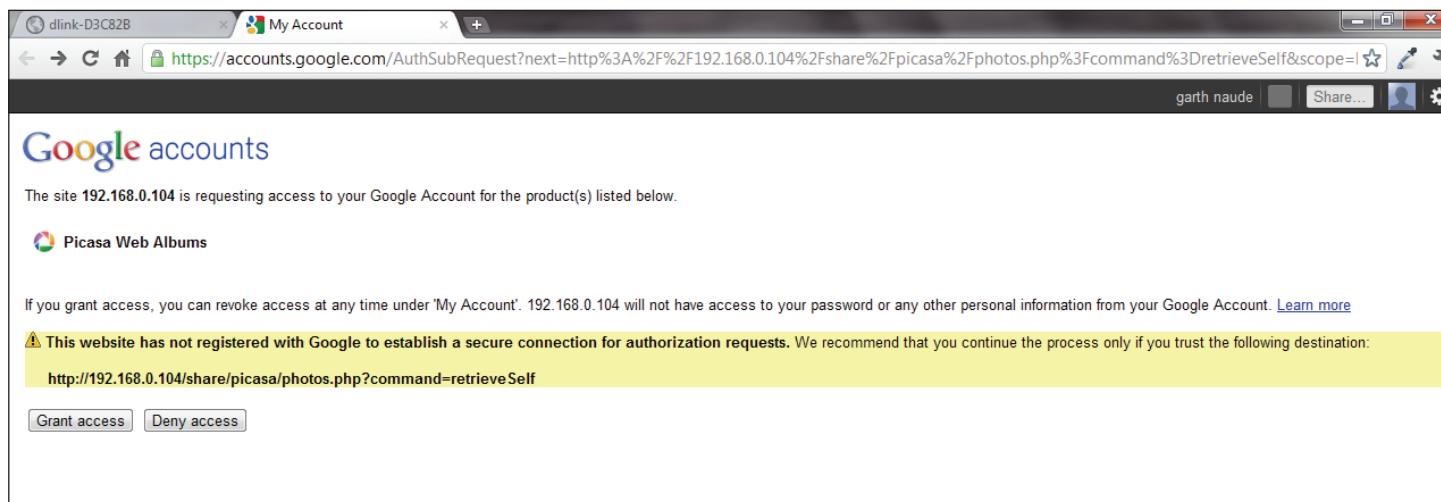 dlink-D3C82B
My Account
https://accounts.google.com/AuthSubRequest?next=http%3A%2F%2F192.168.0.104%2Fshare%2Fpicasa%2Fphotos.php%3Fcommand%3DretrieveSelf&scope=
garth naude Share...
Google accounts
The site 192.168.0.104 is requesting access to your Google Account for the product(s) listed below.
Picasa Web Albums
If you grant access, you can revoke access at any time under 'My Account'. 192.168.0.104 will not have access to your password or any other personal information from your Google Account. Learn more
This website has not registered with Google to establish a secure connection for authorization requests. We recommend that you continue the process only if you trust the following destination:
http://192.168.0.104/share/picasa/photos.php?command=retrieveSelf
Grant access Deny access